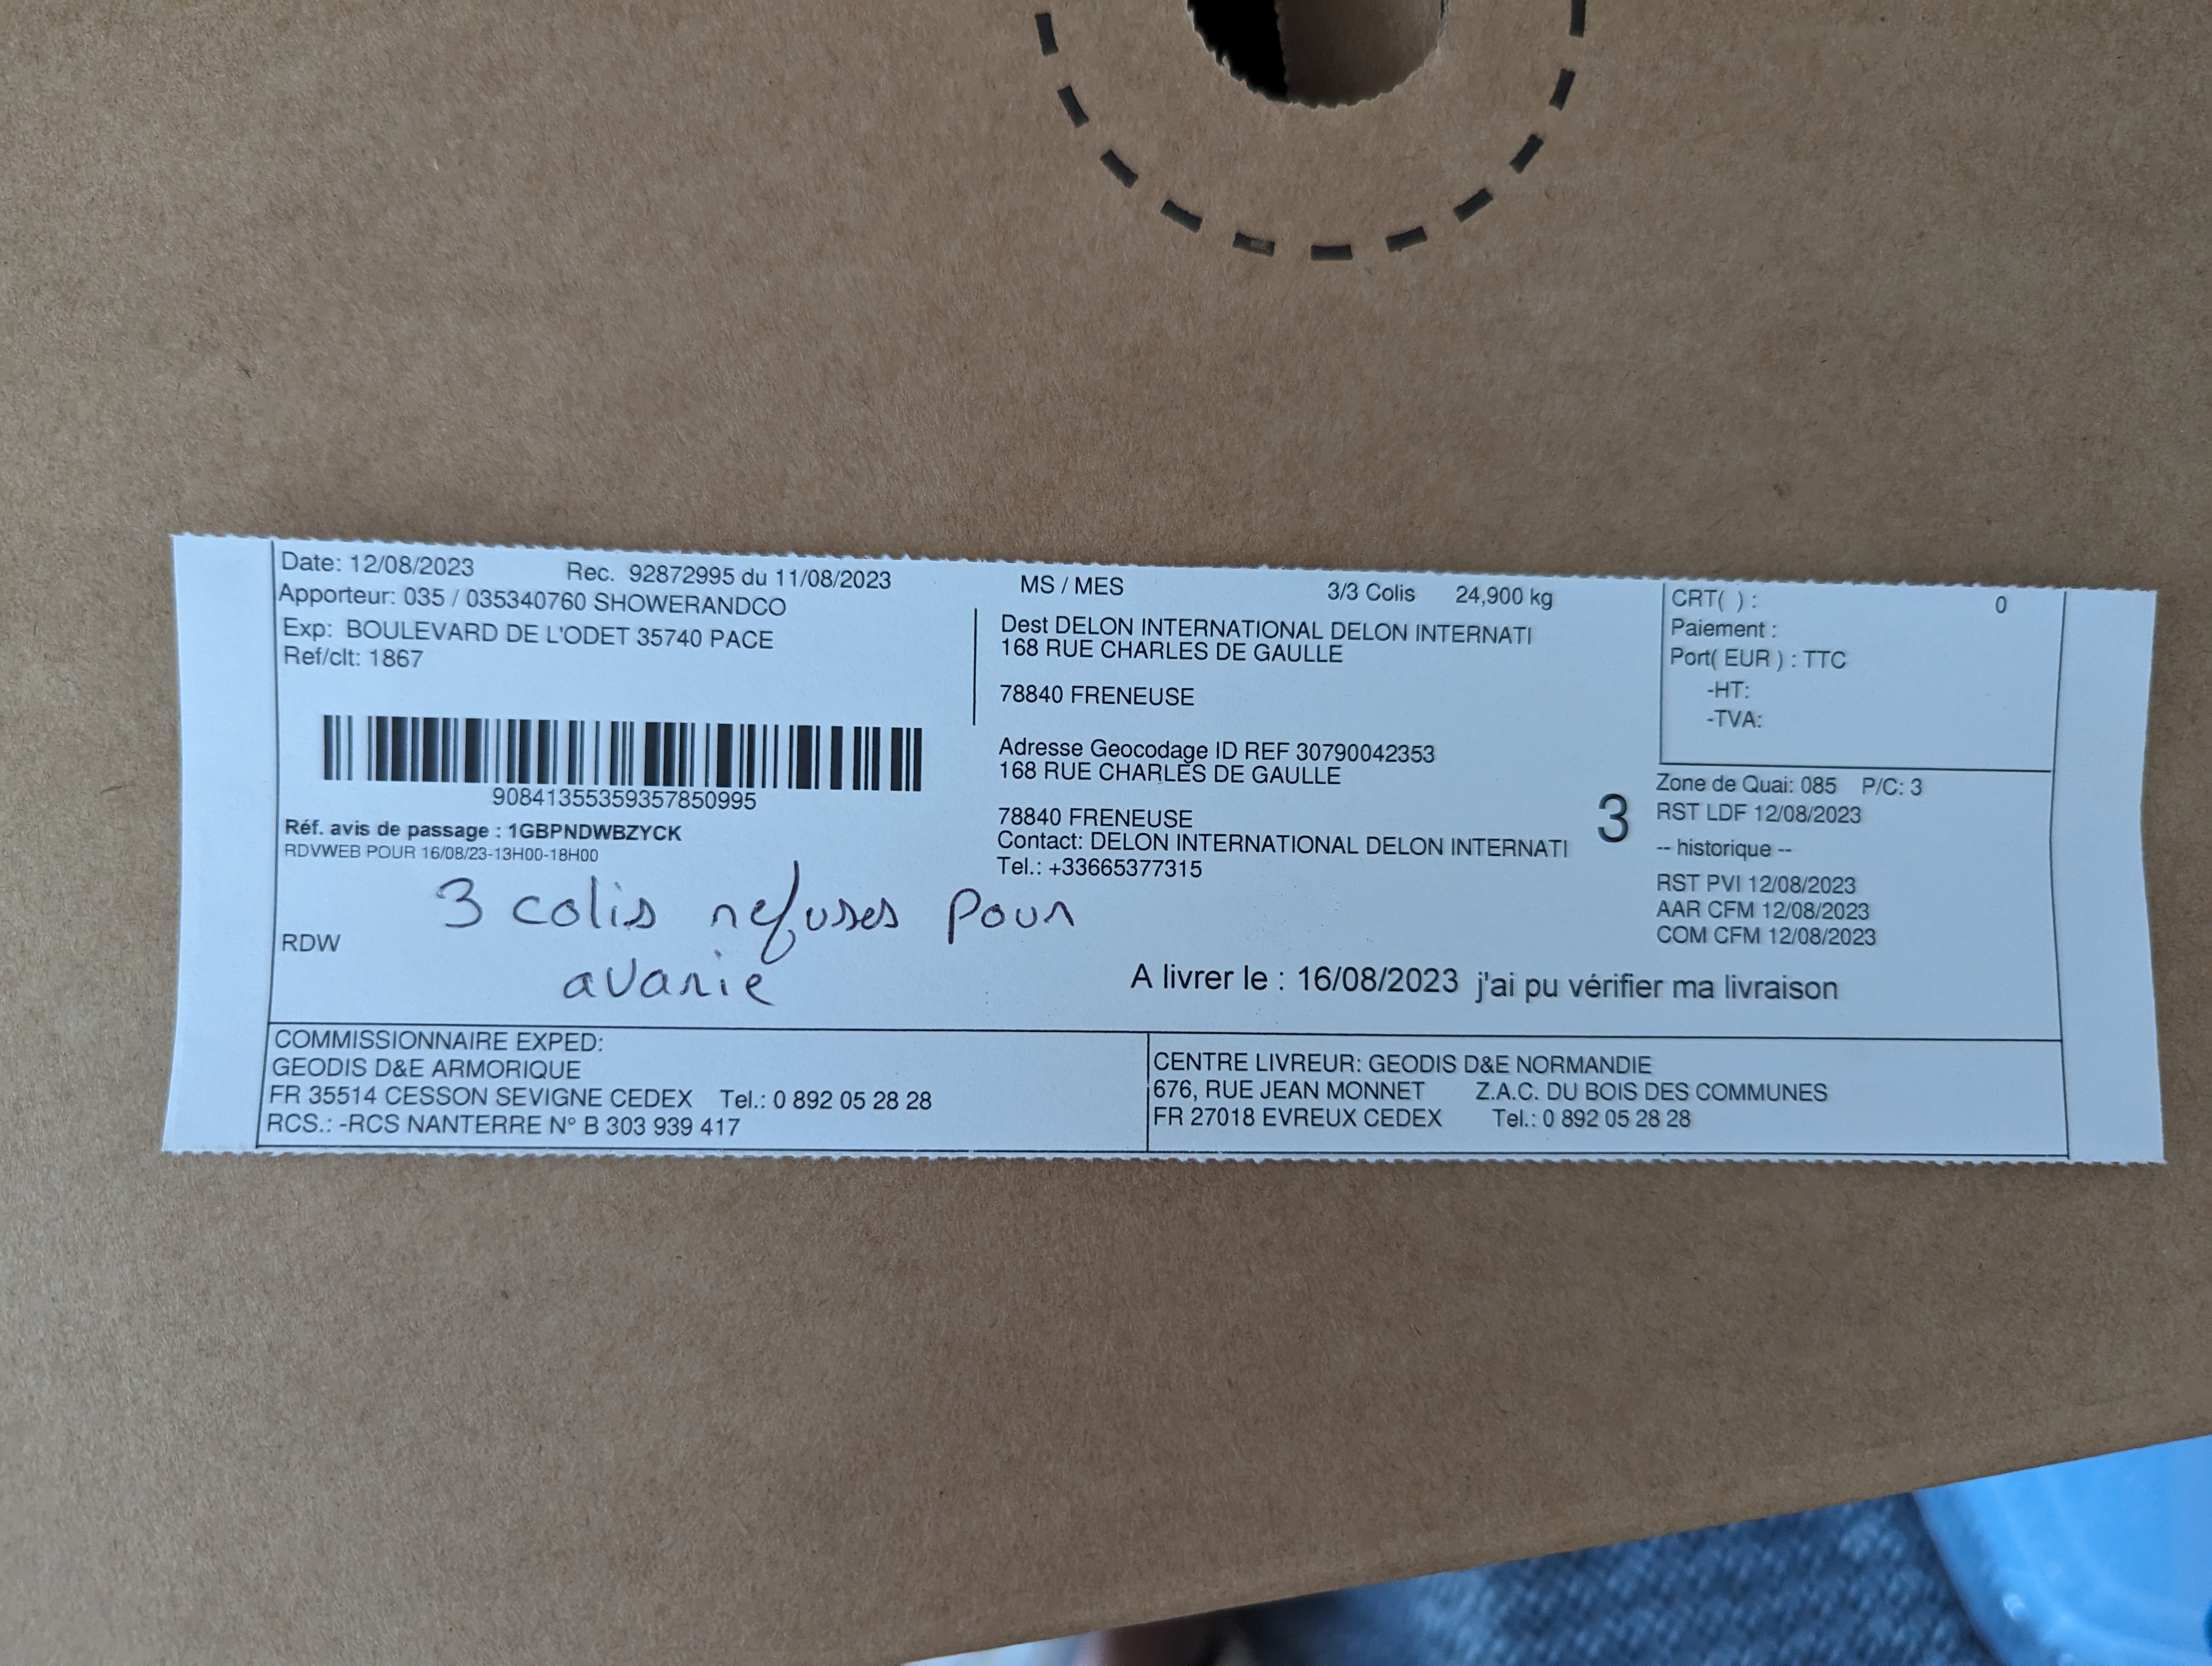 Date: 12/08/2023 Rec. 92872995 du 11/08/2023
Apporteur: 035 / 035340760 SHOWERANDCO
Exp: BOULEVARD DE L'ODET 35740 PACE
Ref/clt: 1867
90841355359357850995
Réf. avis de passage : 1GBPNDWBZYCK
RDVWEB POUR 16/08/23-13H00-18H00
3 colis refuses pour
avarie
RDW
MS / MES 3/3 Colis 24,900 kg
Dest DELON INTERNATIONAL DELON INTERNATI
168 RUE CHARLES DE GAULLE
78840 FRENEUSE
Adresse Geocodage ID REF 30790042353
168 RUE CHARLES DE GAULLE
78840 FRENEUSE
Contact: DELON INTERNATIONAL DELON INTERNATI
Tel.: +33665377315
3
CRT( ) : 0
Paiement :
Port( EUR ) : TTC
-HT:
-TVA:
Zone de Quai: 085 P/C: 3
RST LDF 12/08/2023
-- historique --
RST PVI 12/08/2023
AAR CFM 12/08/2023
COM CFM 12/08/2023
A livrer le : 16/08/2023 j'ai pu vérifier ma livraison
COMMISSIONNAIRE EXPED:
GEODIS D&E ARMORIQUE
FR 35514 CESSON SEVIGNE CEDEX Tel.: 0 892 05 28 28
RCS.: -RCS NANTERRE N° B 303 939 417
CENTRE LIVREUR: GEODIS D&E NORMANDIE
676, RUE JEAN MONNET Z.A.C. DU BOIS DES COMMUNES
FR 27018 EVREUX CEDEX Tel.: 0 892 05 28 28